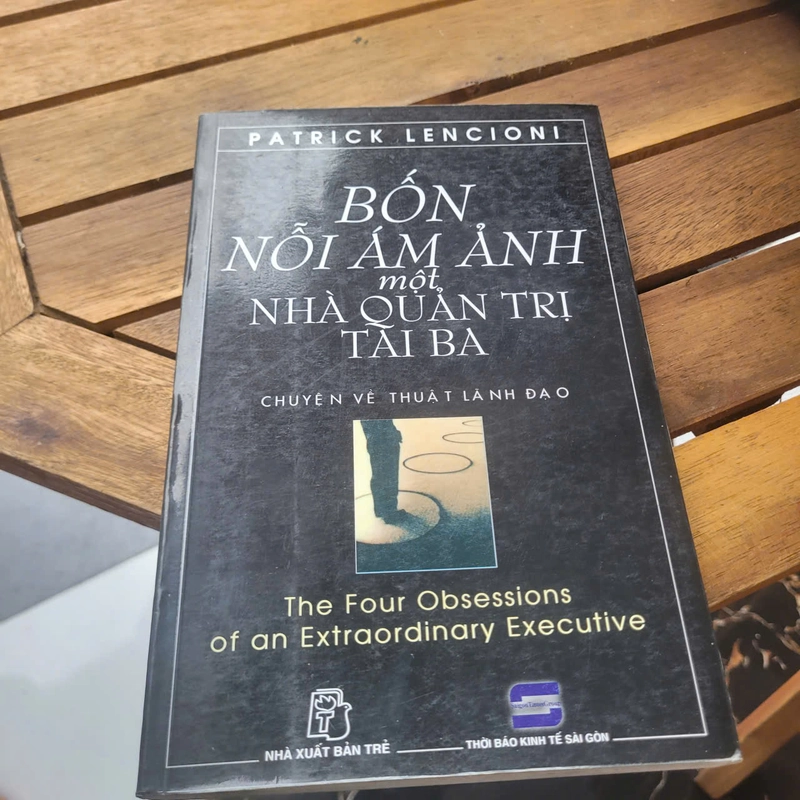 PATRICK LENCIONI
BỐN
NỖI ÁM ẢNH
một
NHÀ QUẢN TRỊ
TÀI BA
CHUYỆN VỀ THUẬT LÃNH ĐẠO
The Four Obsessions
of an Extraordinary Executive
T
NHÀ XUẤT BẢN TRẺ
THỜI BÁO KINH TẾ SÀI GÒN